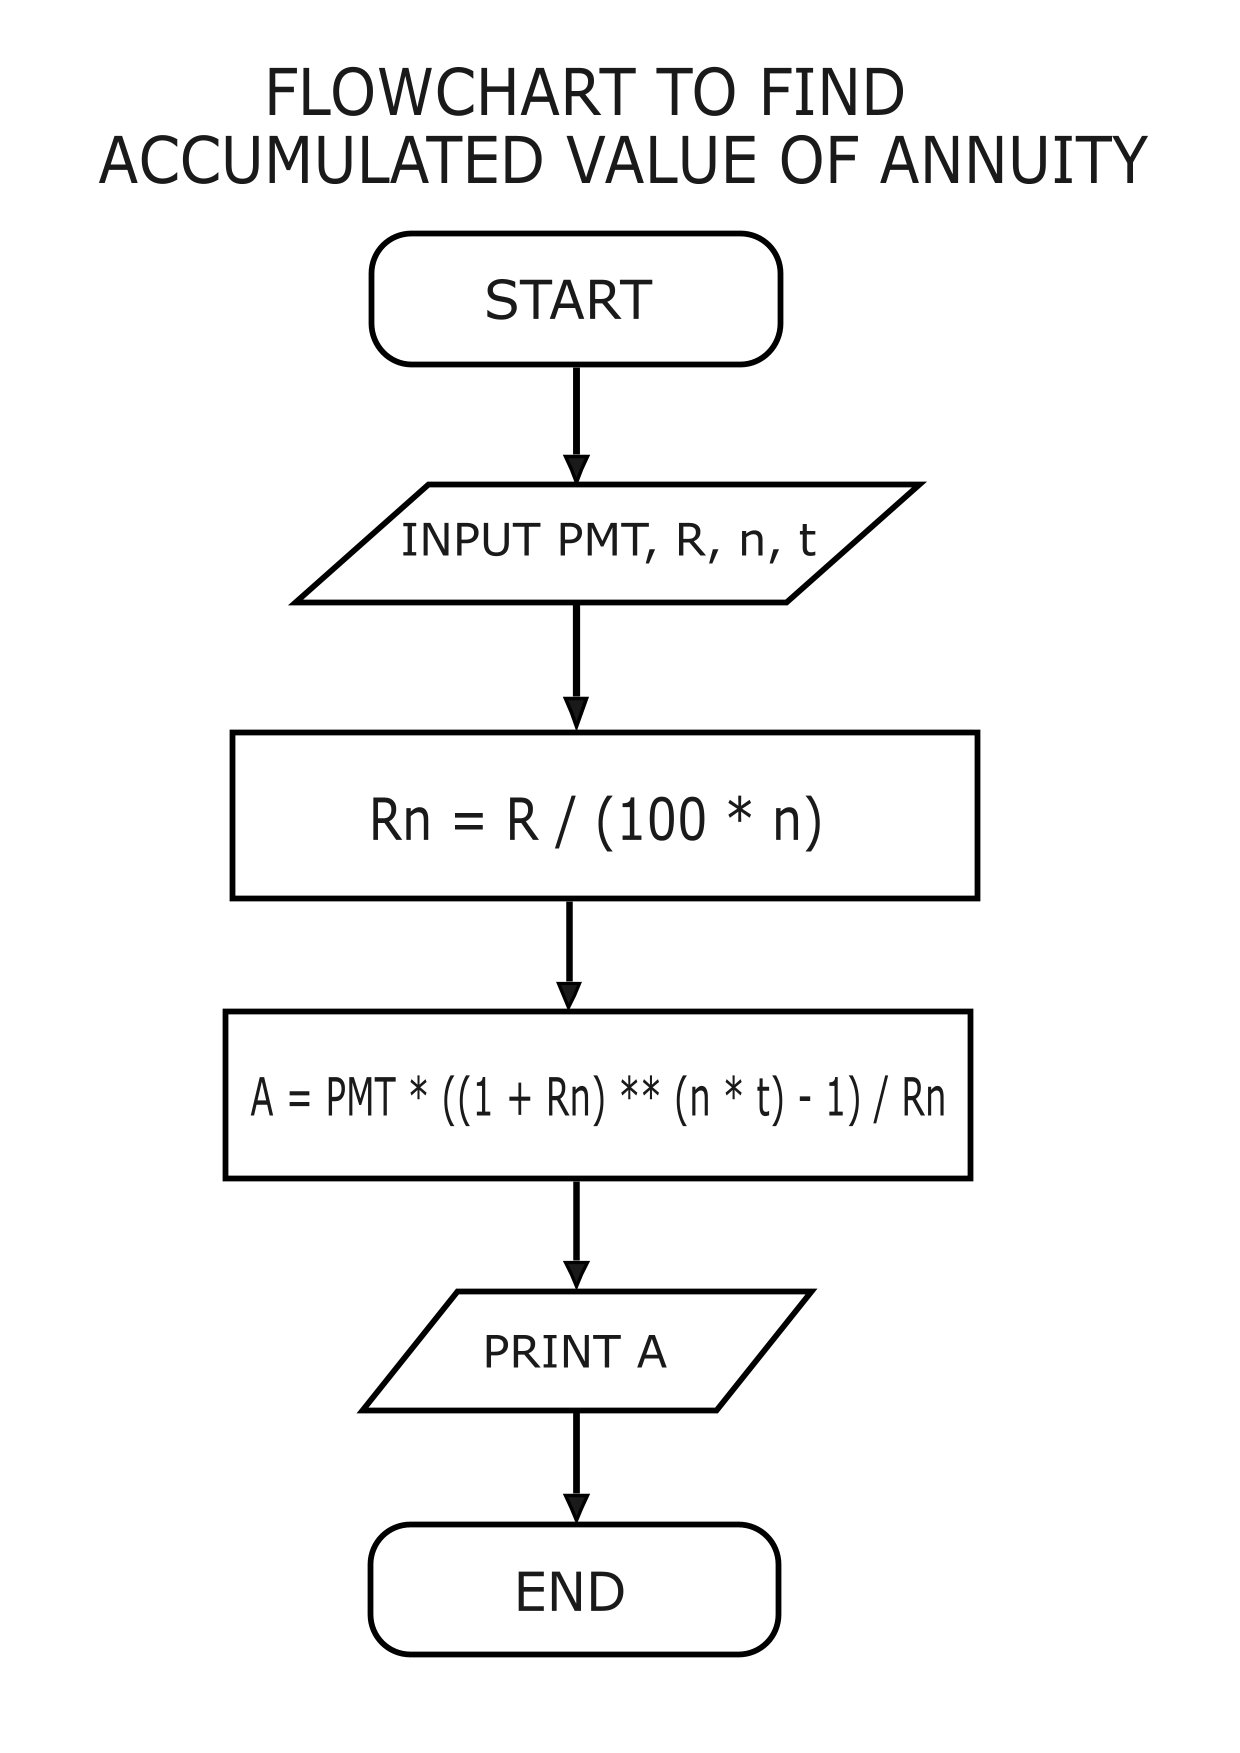 FLOWCHART TO FIND
ACCUMULATED VALUE OF ANNUITY
START
INPUT PMT, R, n, t
Rn = R / (100 * n)
A = PMT * ((1 + Rn) ** (n * t) - 1) / Rn
PRINT A
END